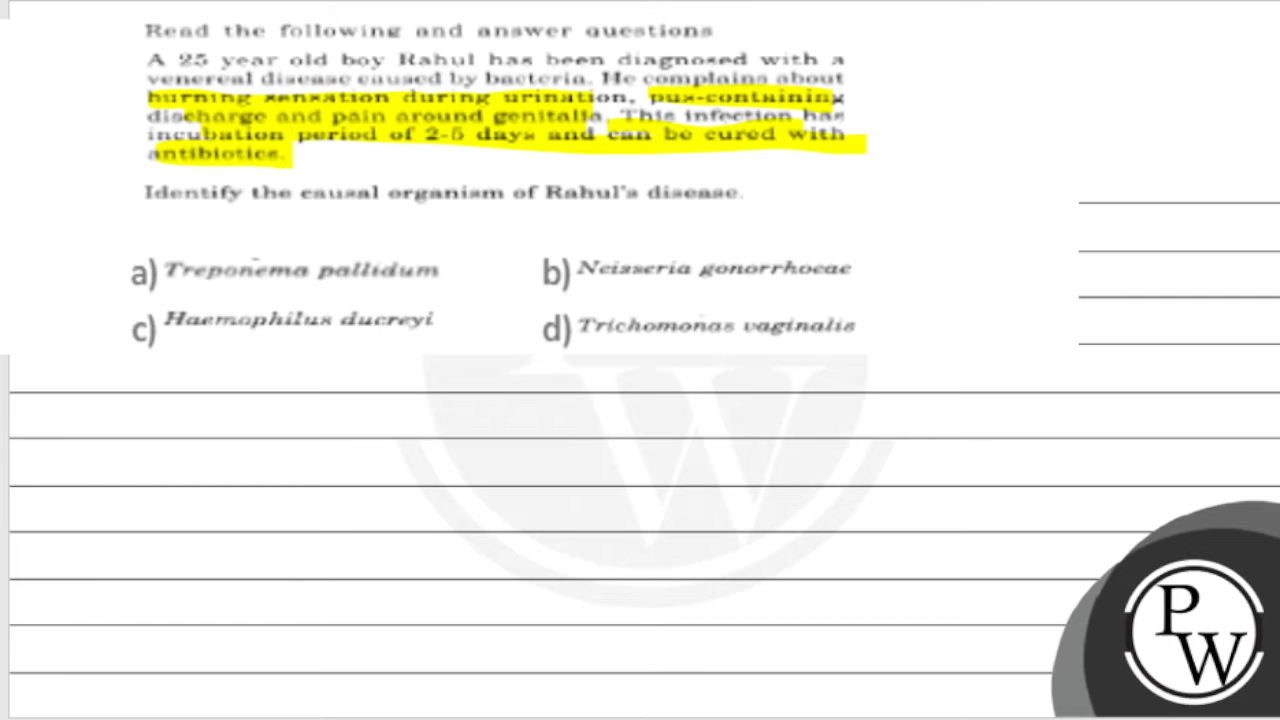 Read the following and answer questions
A 25 year old boy Rahul has been diagnosed with a
venereal disease caused by bacteria. He complains about
burning sensation during urination, pus-containing
discharge and pain around genitalia. This infection has
incubation period of 2-5 days and can be cured with
antibiotics.
Identify the causal organism of Rahul's disease.
a) Treponema pallidum
b) Neisseria gonorrhoeae
c) Haemophilus ducreyi
d) Trichomonas vaginalis
W
P
W